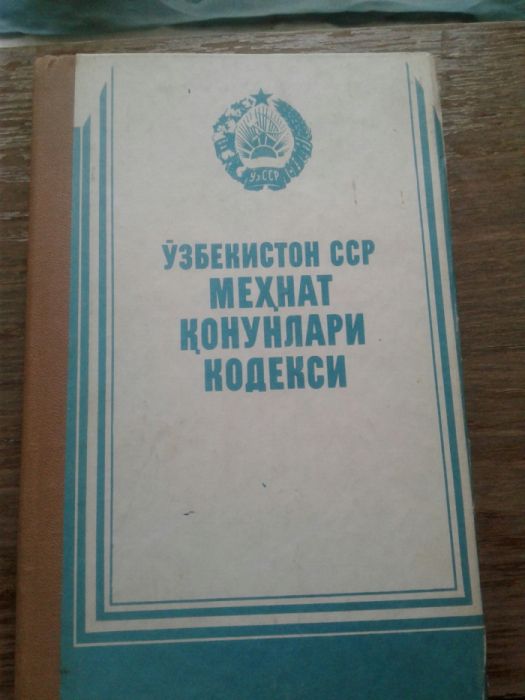 ЎзССР
ЎЗБЕКИСТОН ССР
МЕҲНАТ
ҚОНУНЛАРИ
КОДЕКСИ